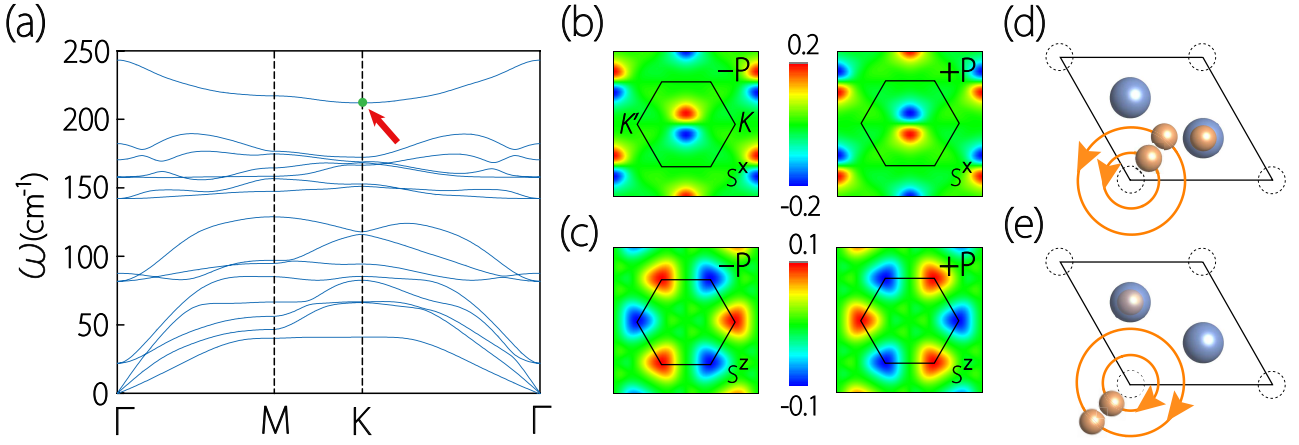 (a)
250
200
150
100
50
0
ω(cm⁻¹)
Γ
M
K
Γ
(b)
−P
K′
K
Sˣ
0.2
-0.2
+P
Sˣ
(c)
−P
Sᶻ
0.1
-0.1
+P
Sᶻ
(d)
(e)